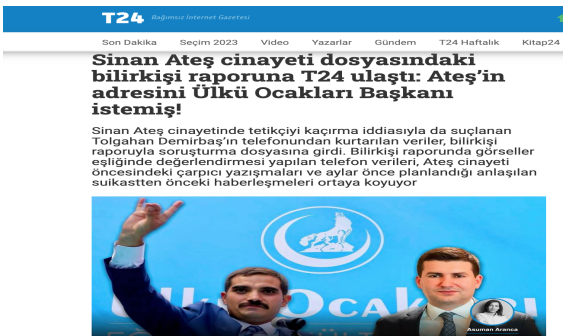 T24 Bağımsız İnternet Gazetesi
Son Dakika Seçim 2023 Video Yazarlar Gündem T24 Haftalık Kitap24
Sinan Ateş cinayeti dosyasındaki
bilirkişi raporuna T24 ulaştı: Ateş'in
adresini Ülkü Ocakları Başkanı
istemiş!
Sinan Ateş cinayetinde tetikçiyi kaçırma iddiasıyla da suçlanan
Tolgahan Demirbaş'ın telefonundan kurtarılan veriler, bilirkişi
raporuyla soruşturma dosyasına girdi. Bilirkişi raporunda görseller
eşliğinde değerlendirmesi yapılan telefon verileri, Ateş cinayeti
öncesindeki çarpıcı yazışmaları ve aylar önce planlandığı anlaşılan
suikastten önceki haberleşmeleri ortaya koyuyor
Asuman Aranca